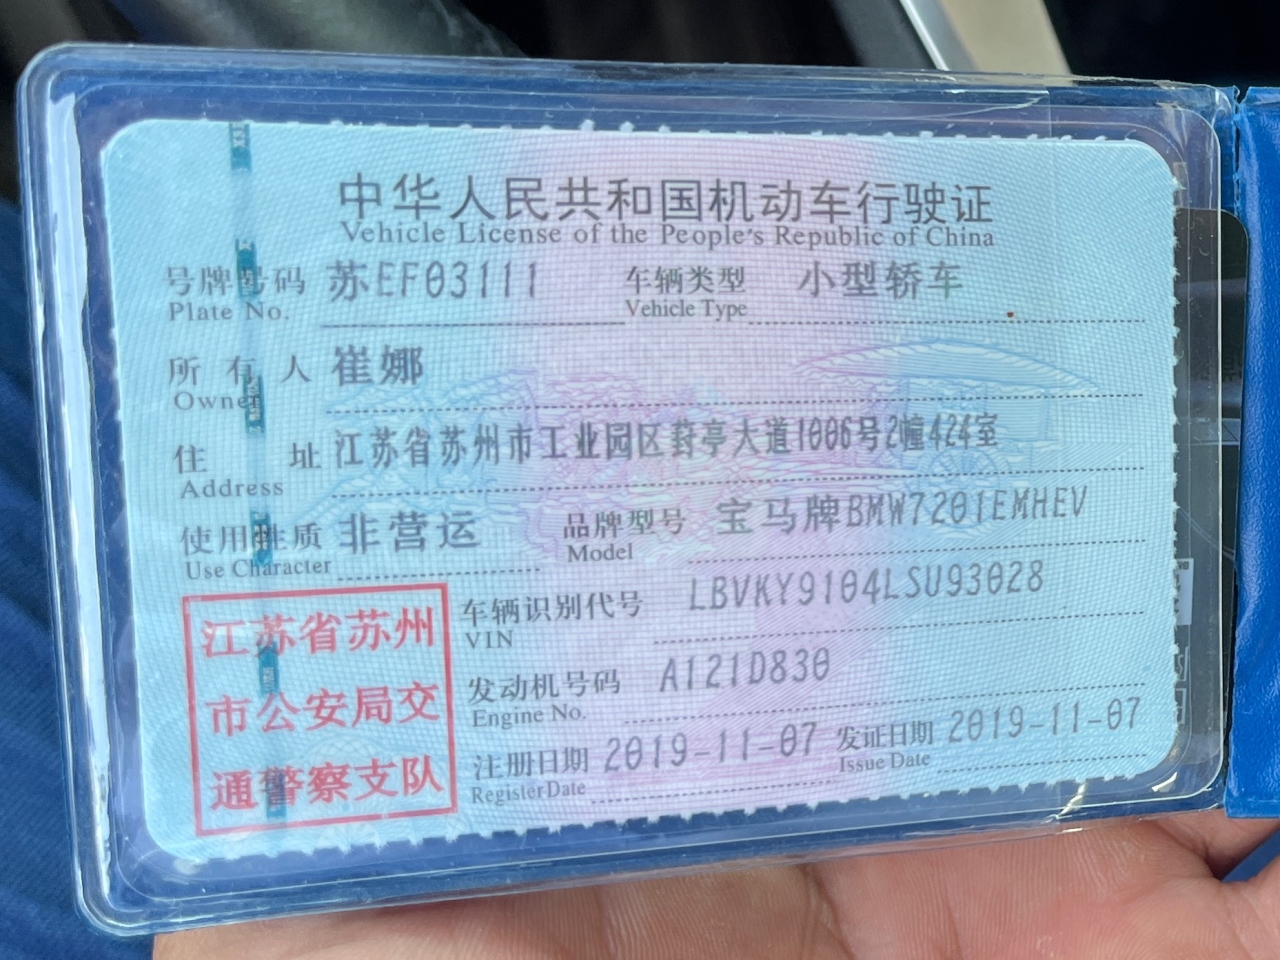 中华人民共和国机动车行驶证
Vehicle License of the People's Republic of China
号牌号码 苏EF03111 车辆类型 小型轿车
Plate No. Vehicle Type
所有人 崔娜
Owner
住址 江苏省苏州市工业园区葑亭大道1006号2幢424室
Address
使用性质 非营运 品牌型号 宝马牌BMW7201EMHEV
Use Character Model
江苏省苏州
市公安局交
通警察支队
车辆识别代号 LBVKY9104LSU93028
VIN
发动机号码 A121D830
Engine No.
注册日期 2019-11-07 发证日期 2019-11-07
Register Date Issue Date